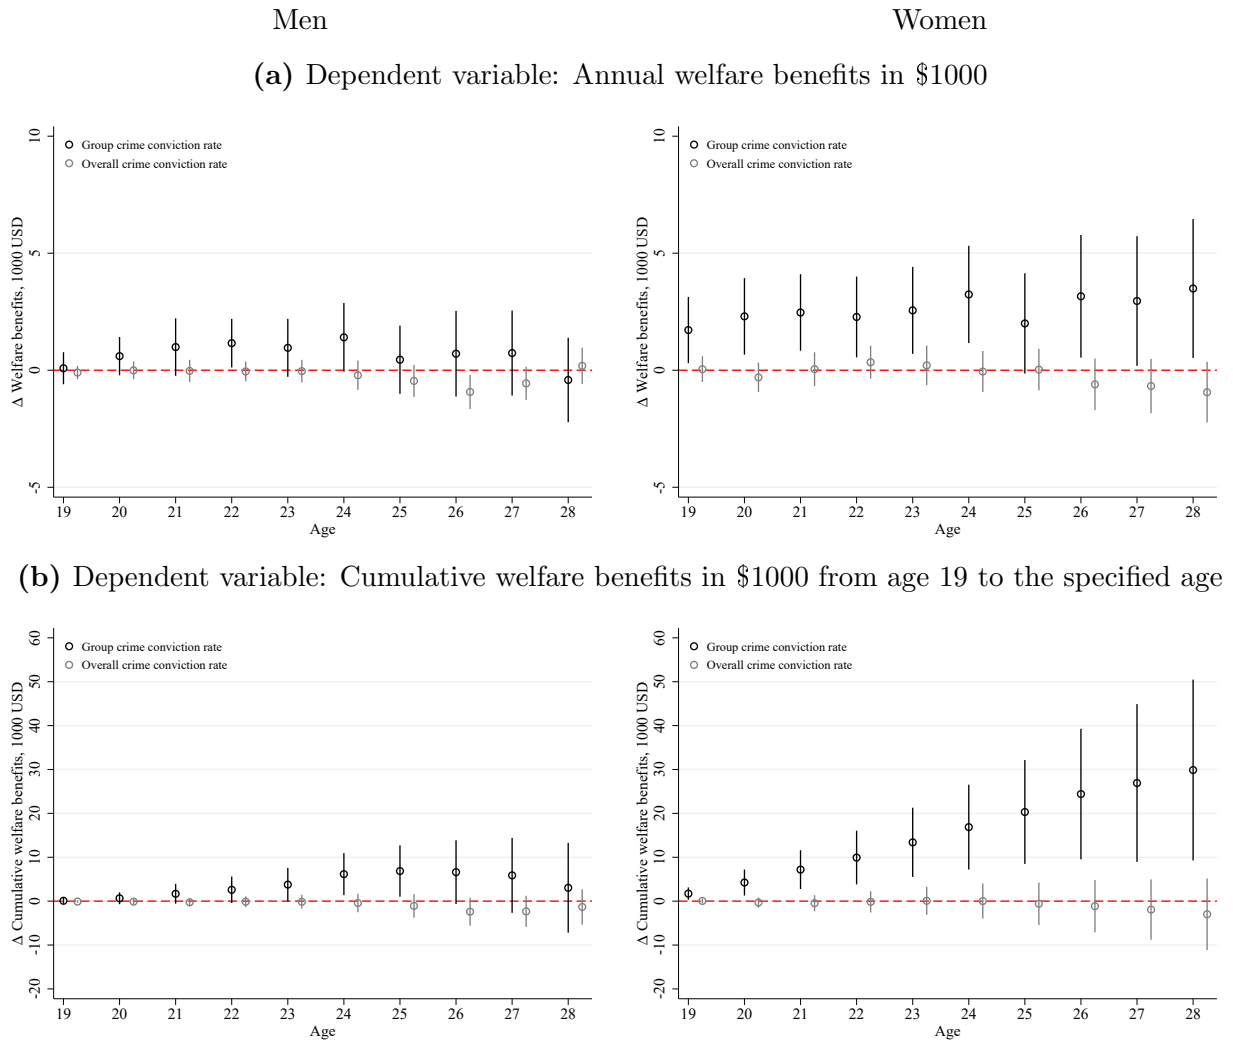 Men Women
(a) Dependent variable: Annual welfare benefits in $1000
Group crime conviction rate
Overall crime conviction rate
Δ Welfare benefits, 1000 USD
10
5
0
-5
19 20 21 22 23 24 25 26 27 28
Age
Group crime conviction rate
Overall crime conviction rate
Δ Welfare benefits, 1000 USD
10
5
0
-5
19 20 21 22 23 24 25 26 27 28
Age
(b) Dependent variable: Cumulative welfare benefits in $1000 from age 19 to the specified age
Group crime conviction rate
Overall crime conviction rate
Δ Cumulative welfare benefits, 1000 USD
60
50
40
30
20
10
0
-10
-20
19 20 21 22 23 24 25 26 27 28
Age
Group crime conviction rate
Overall crime conviction rate
Δ Cumulative welfare benefits, 1000 USD
60
50
40
30
20
10
0
-10
-20
19 20 21 22 23 24 25 26 27 28
Age